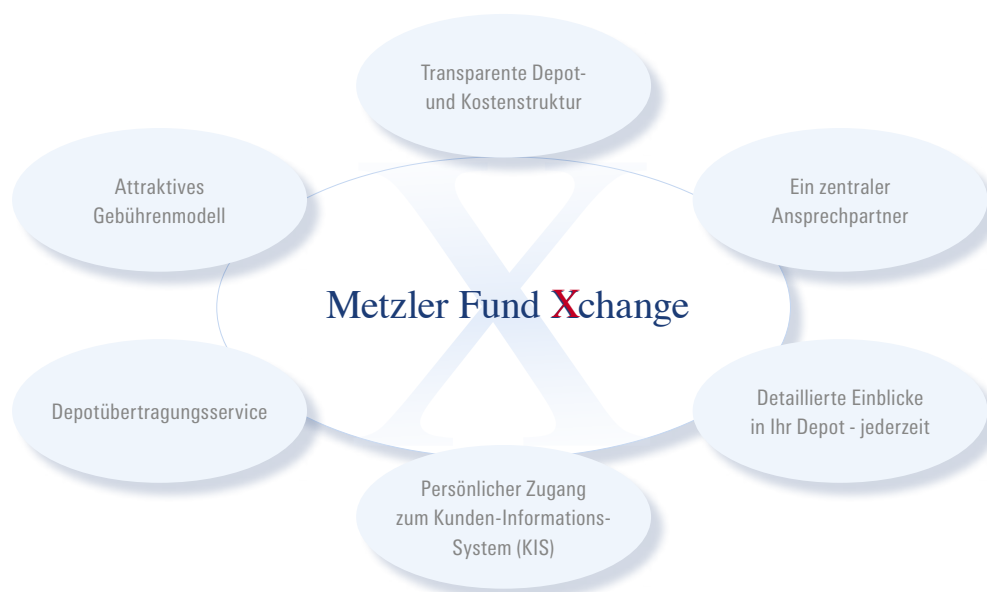 Transparente Depot-
und Kostenstruktur
Attraktives
Gebührenmodell
Ein zentraler
Ansprechpartner
Metzler Fund Xchange
Depotübertragungsservice
Detaillierte Einblicke
in Ihr Depot - jederzeit
Persönlicher Zugang
zum Kunden-Informations-
System (KIS)